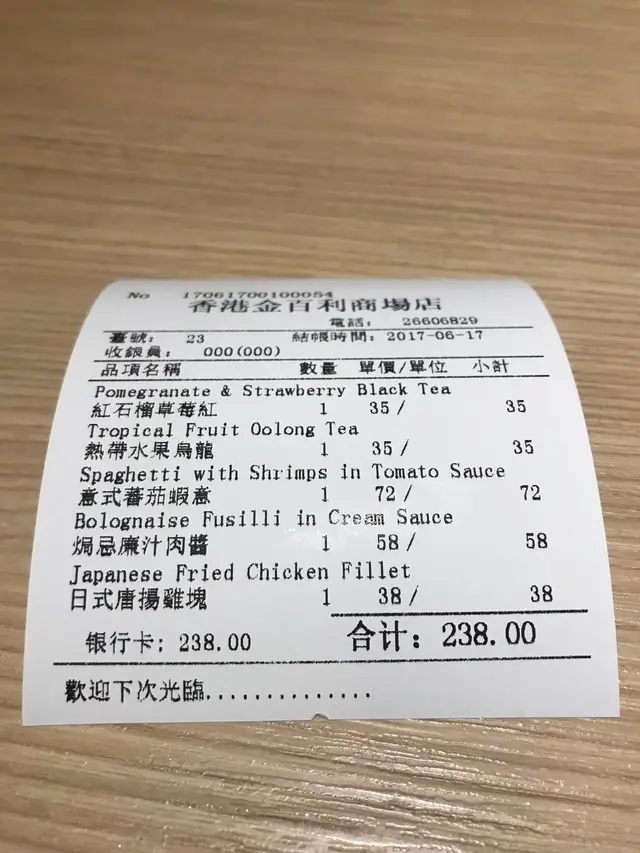 No 17061700100054
香港金百利商場店
電話: 26606829
臺號: 23 結帳時間: 2017-06-17
收銀員: 000(000)
品項名稱 數量 單價/單位 小計
Pomegranate & Strawberry Black Tea
紅石榴草莓紅 1 35/ 35
Tropical Fruit Oolong Tea
熱帶水果烏龍 1 35/ 35
Spaghetti with Shrimps in Tomato Sauce
意式蕃茄蝦意 1 72/ 72
Bolognaise Fusilli in Cream Sauce
焗忌廉汁肉醬 1 58/ 58
Japanese Fried Chicken Fillet
日式唐揚雞塊 1 38/ 38
银行卡: 238.00 合计: 238.00
歡迎下次光臨..............